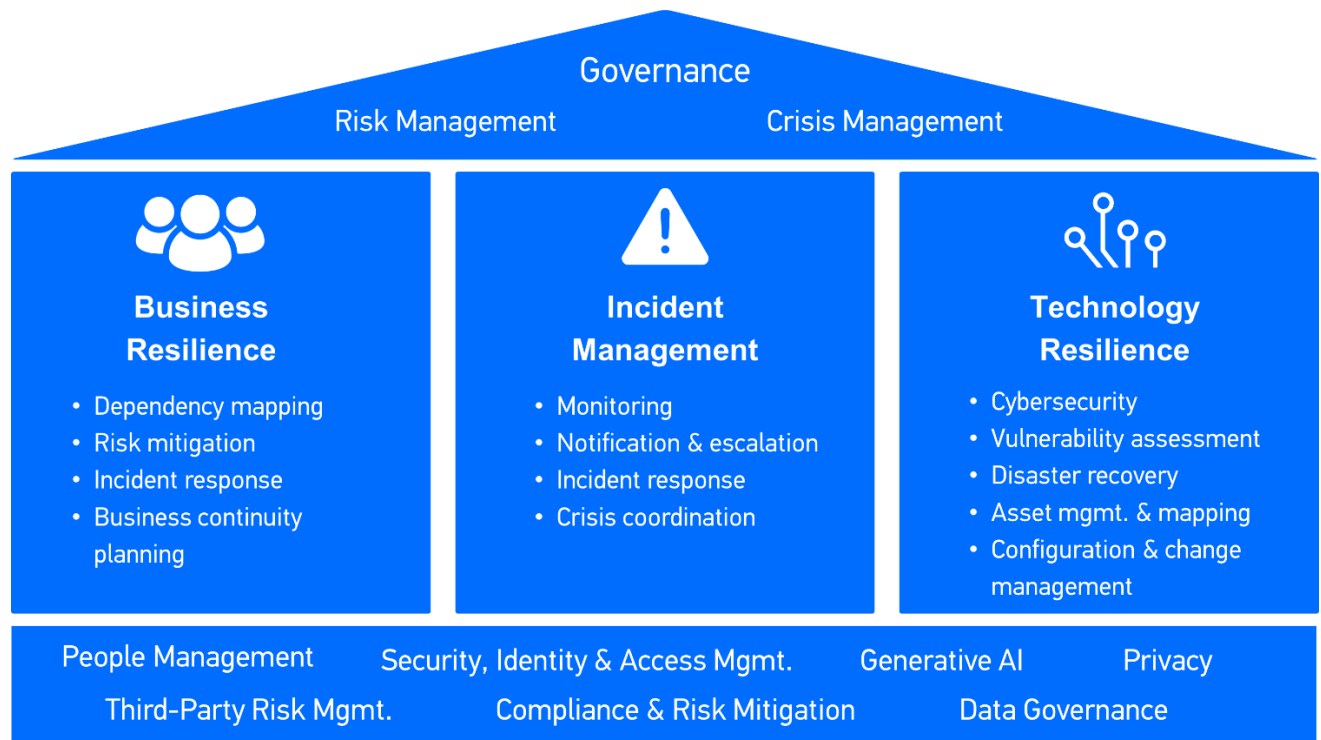 Governance
Risk Management
Crisis Management
Business
Resilience
• Dependency mapping
• Risk mitigation
• Incident response
• Business continuity
planning
Incident
Management
• Monitoring
• Notification & escalation
• Incident response
• Crisis coordination
Technology
Resilience
• Cybersecurity
• Vulnerability assessment
• Disaster recovery
• Asset mgmt. & mapping
• Configuration & change
management
People Management
Security, Identity & Access Mgmt.
Generative AI
Privacy
Third-Party Risk Mgmt.
Compliance & Risk Mitigation
Data Governance